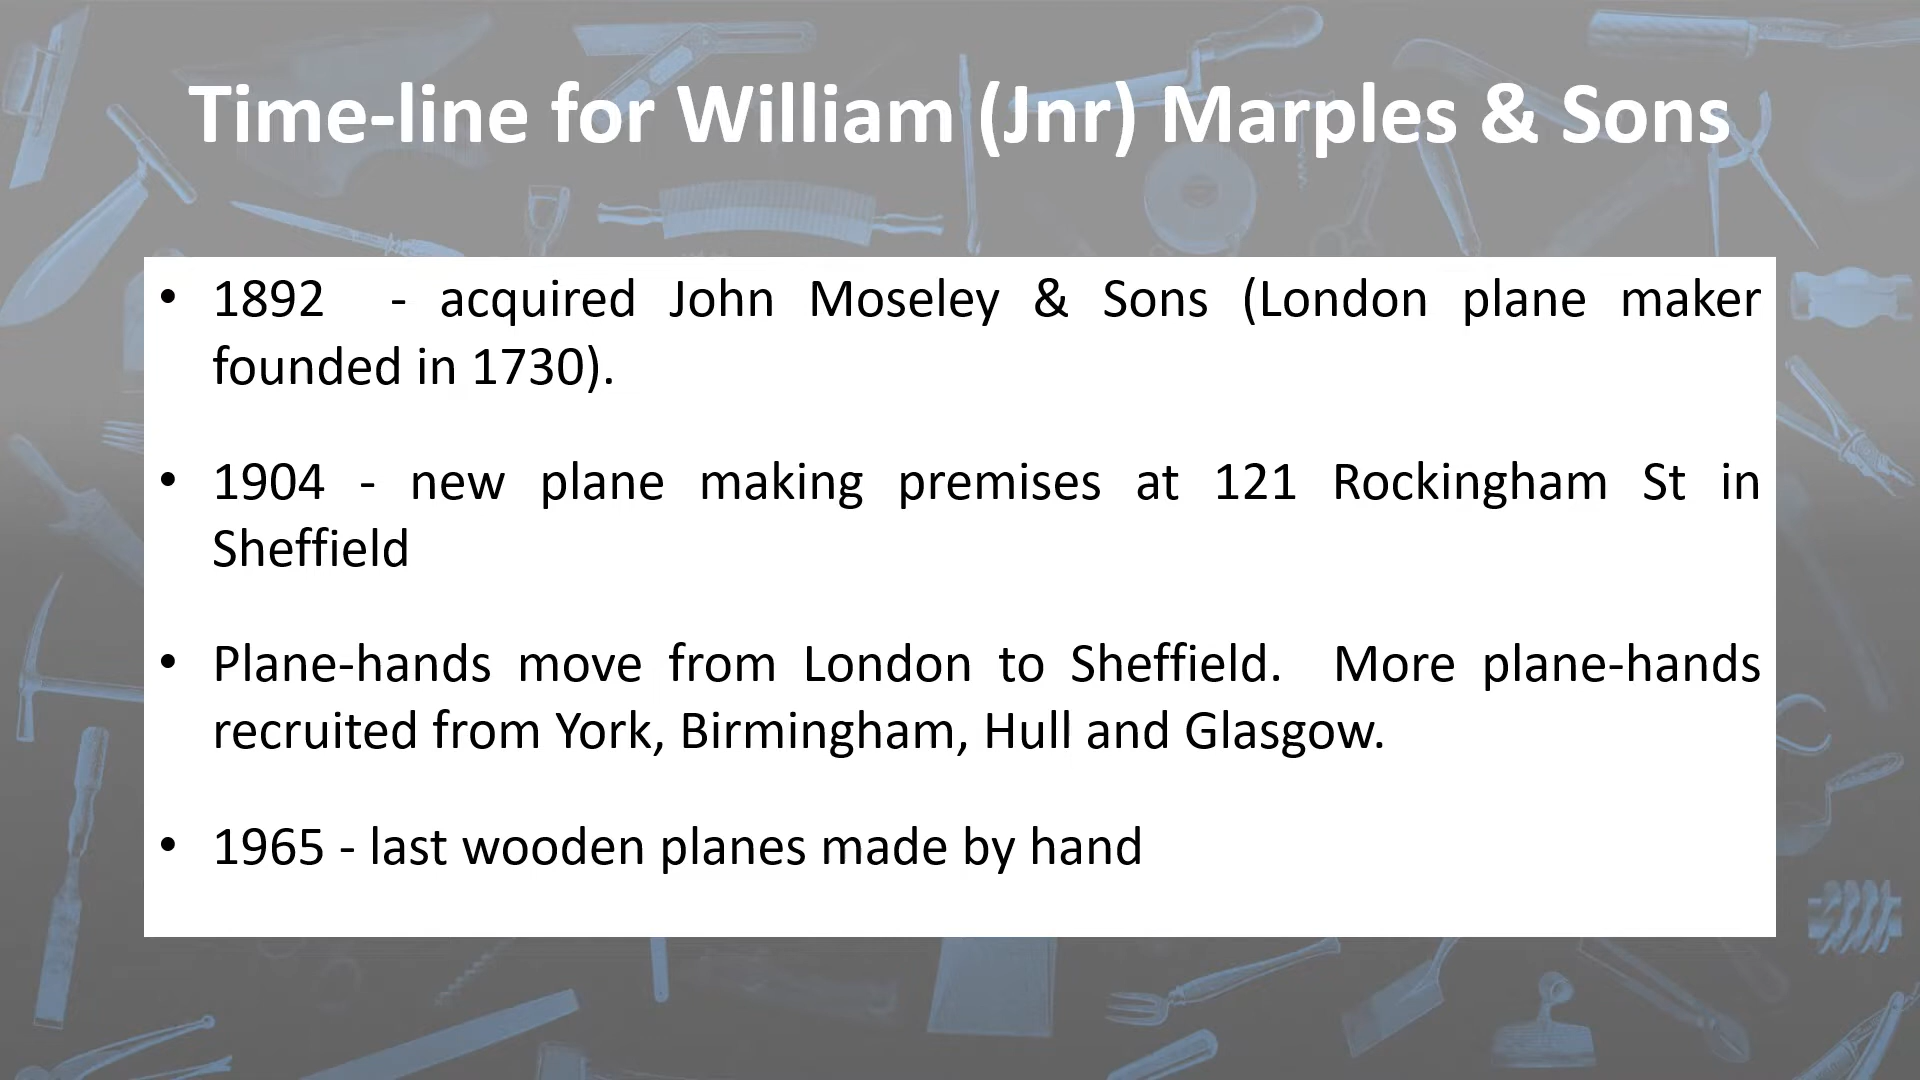 Time-line for William (Jnr) Marples & Sons
• 1892 - acquired John Moseley & Sons (London plane maker
founded in 1730).
• 1904 - new plane making premises at 121 Rockingham St in
Sheffield
• Plane-hands move from London to Sheffield. More plane-hands
recruited from York, Birmingham, Hull and Glasgow.
• 1965 - last wooden planes made by hand